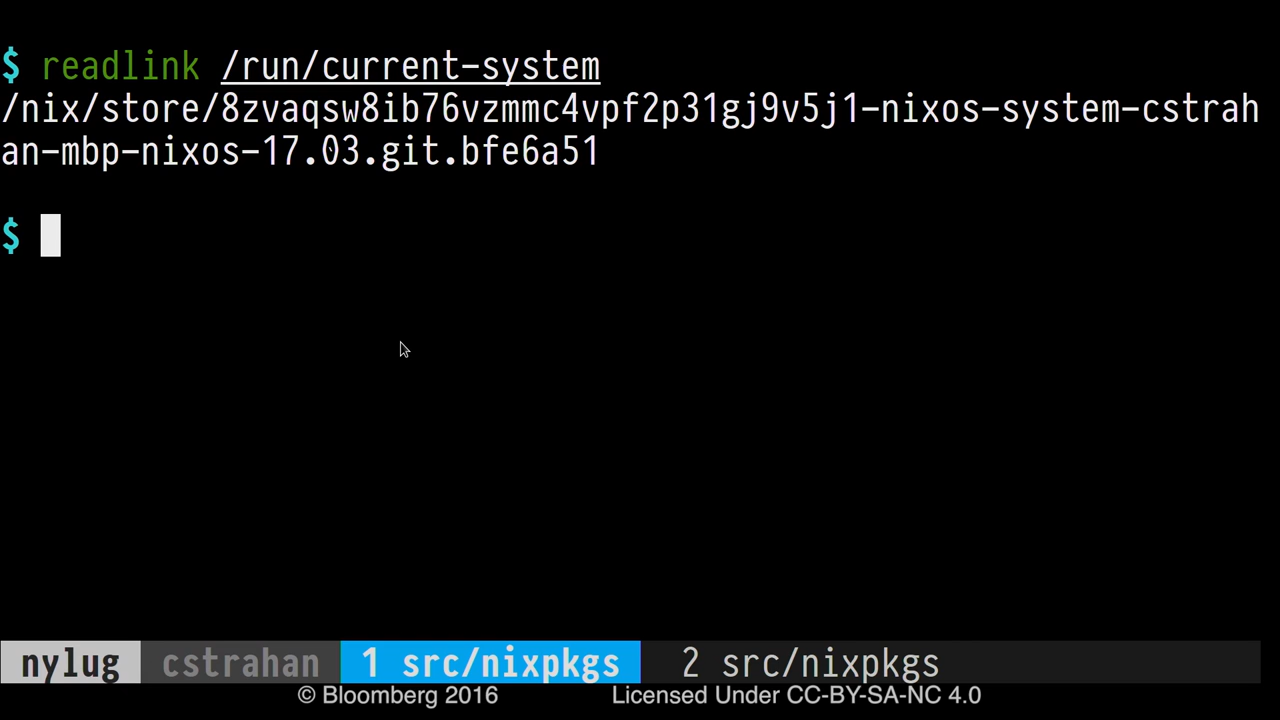 $ readlink /run/current-system
/nix/store/8zvaqsw8ib76vzmmc4vpf2p31gj9v5j1-nixos-system-cstrah
an-mbp-nixos-17.03.git.bfe6a51
$
nylug cstrahan 1 src/nixpkgs 2 src/nixpkgs
© Bloomberg 2016 Licensed Under CC-BY-SA-NC 4.0